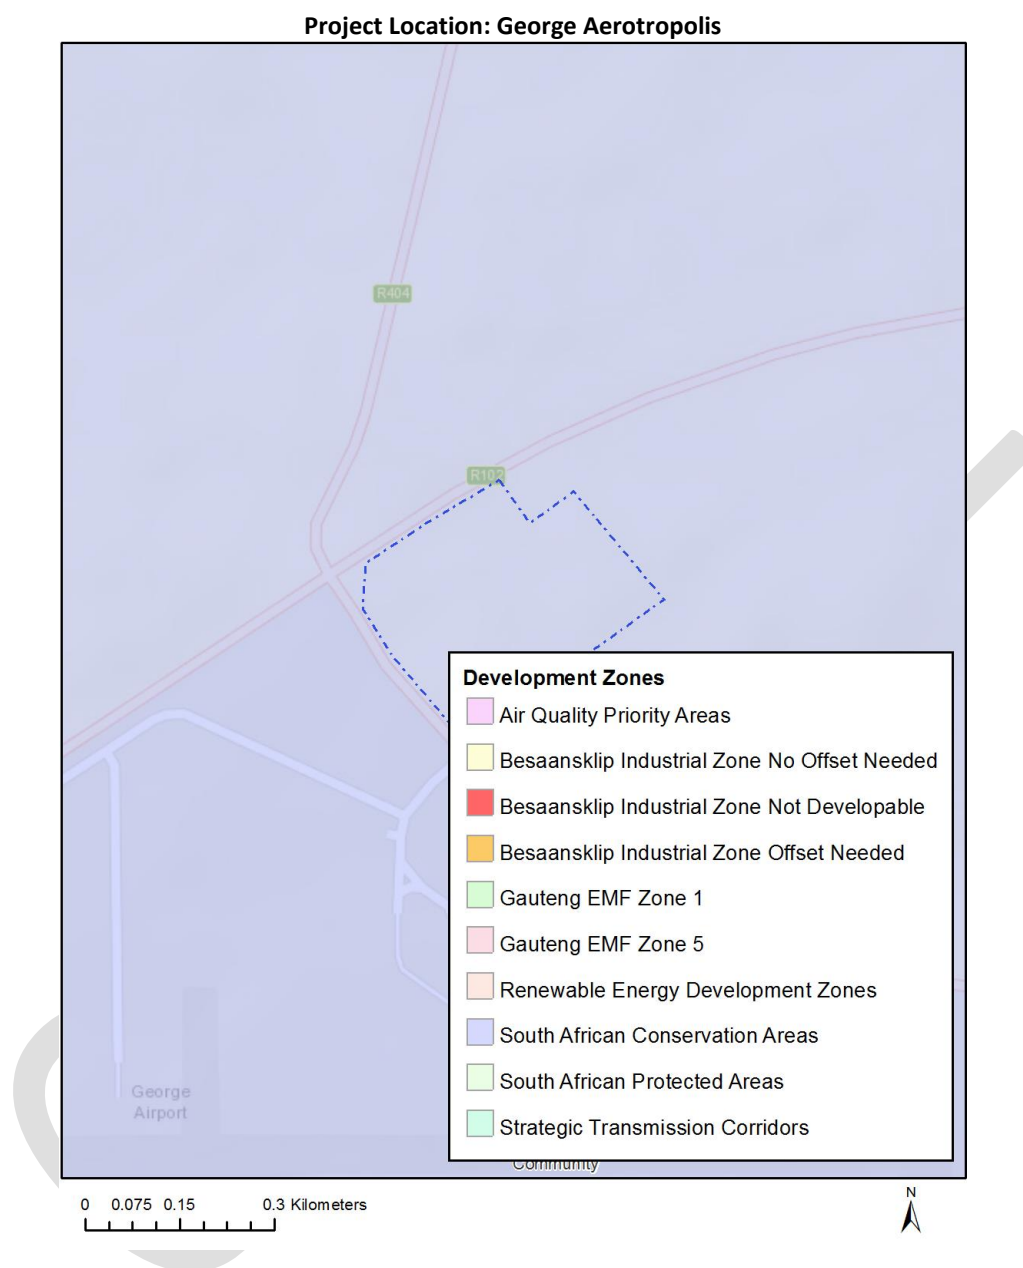 Project Location: George Aerotropolis
R404
R102
Development Zones
Air Quality Priority Areas
Besaansklip Industrial Zone No Offset Needed
Besaansklip Industrial Zone Not Developable
Besaansklip Industrial Zone Offset Needed
Gauteng EMF Zone 1
Gauteng EMF Zone 5
Renewable Energy Development Zones
South African Conservation Areas
South African Protected Areas
Strategic Transmission Corridors
George
Airport
Community
0 0.075 0.15 0.3 Kilometers
N